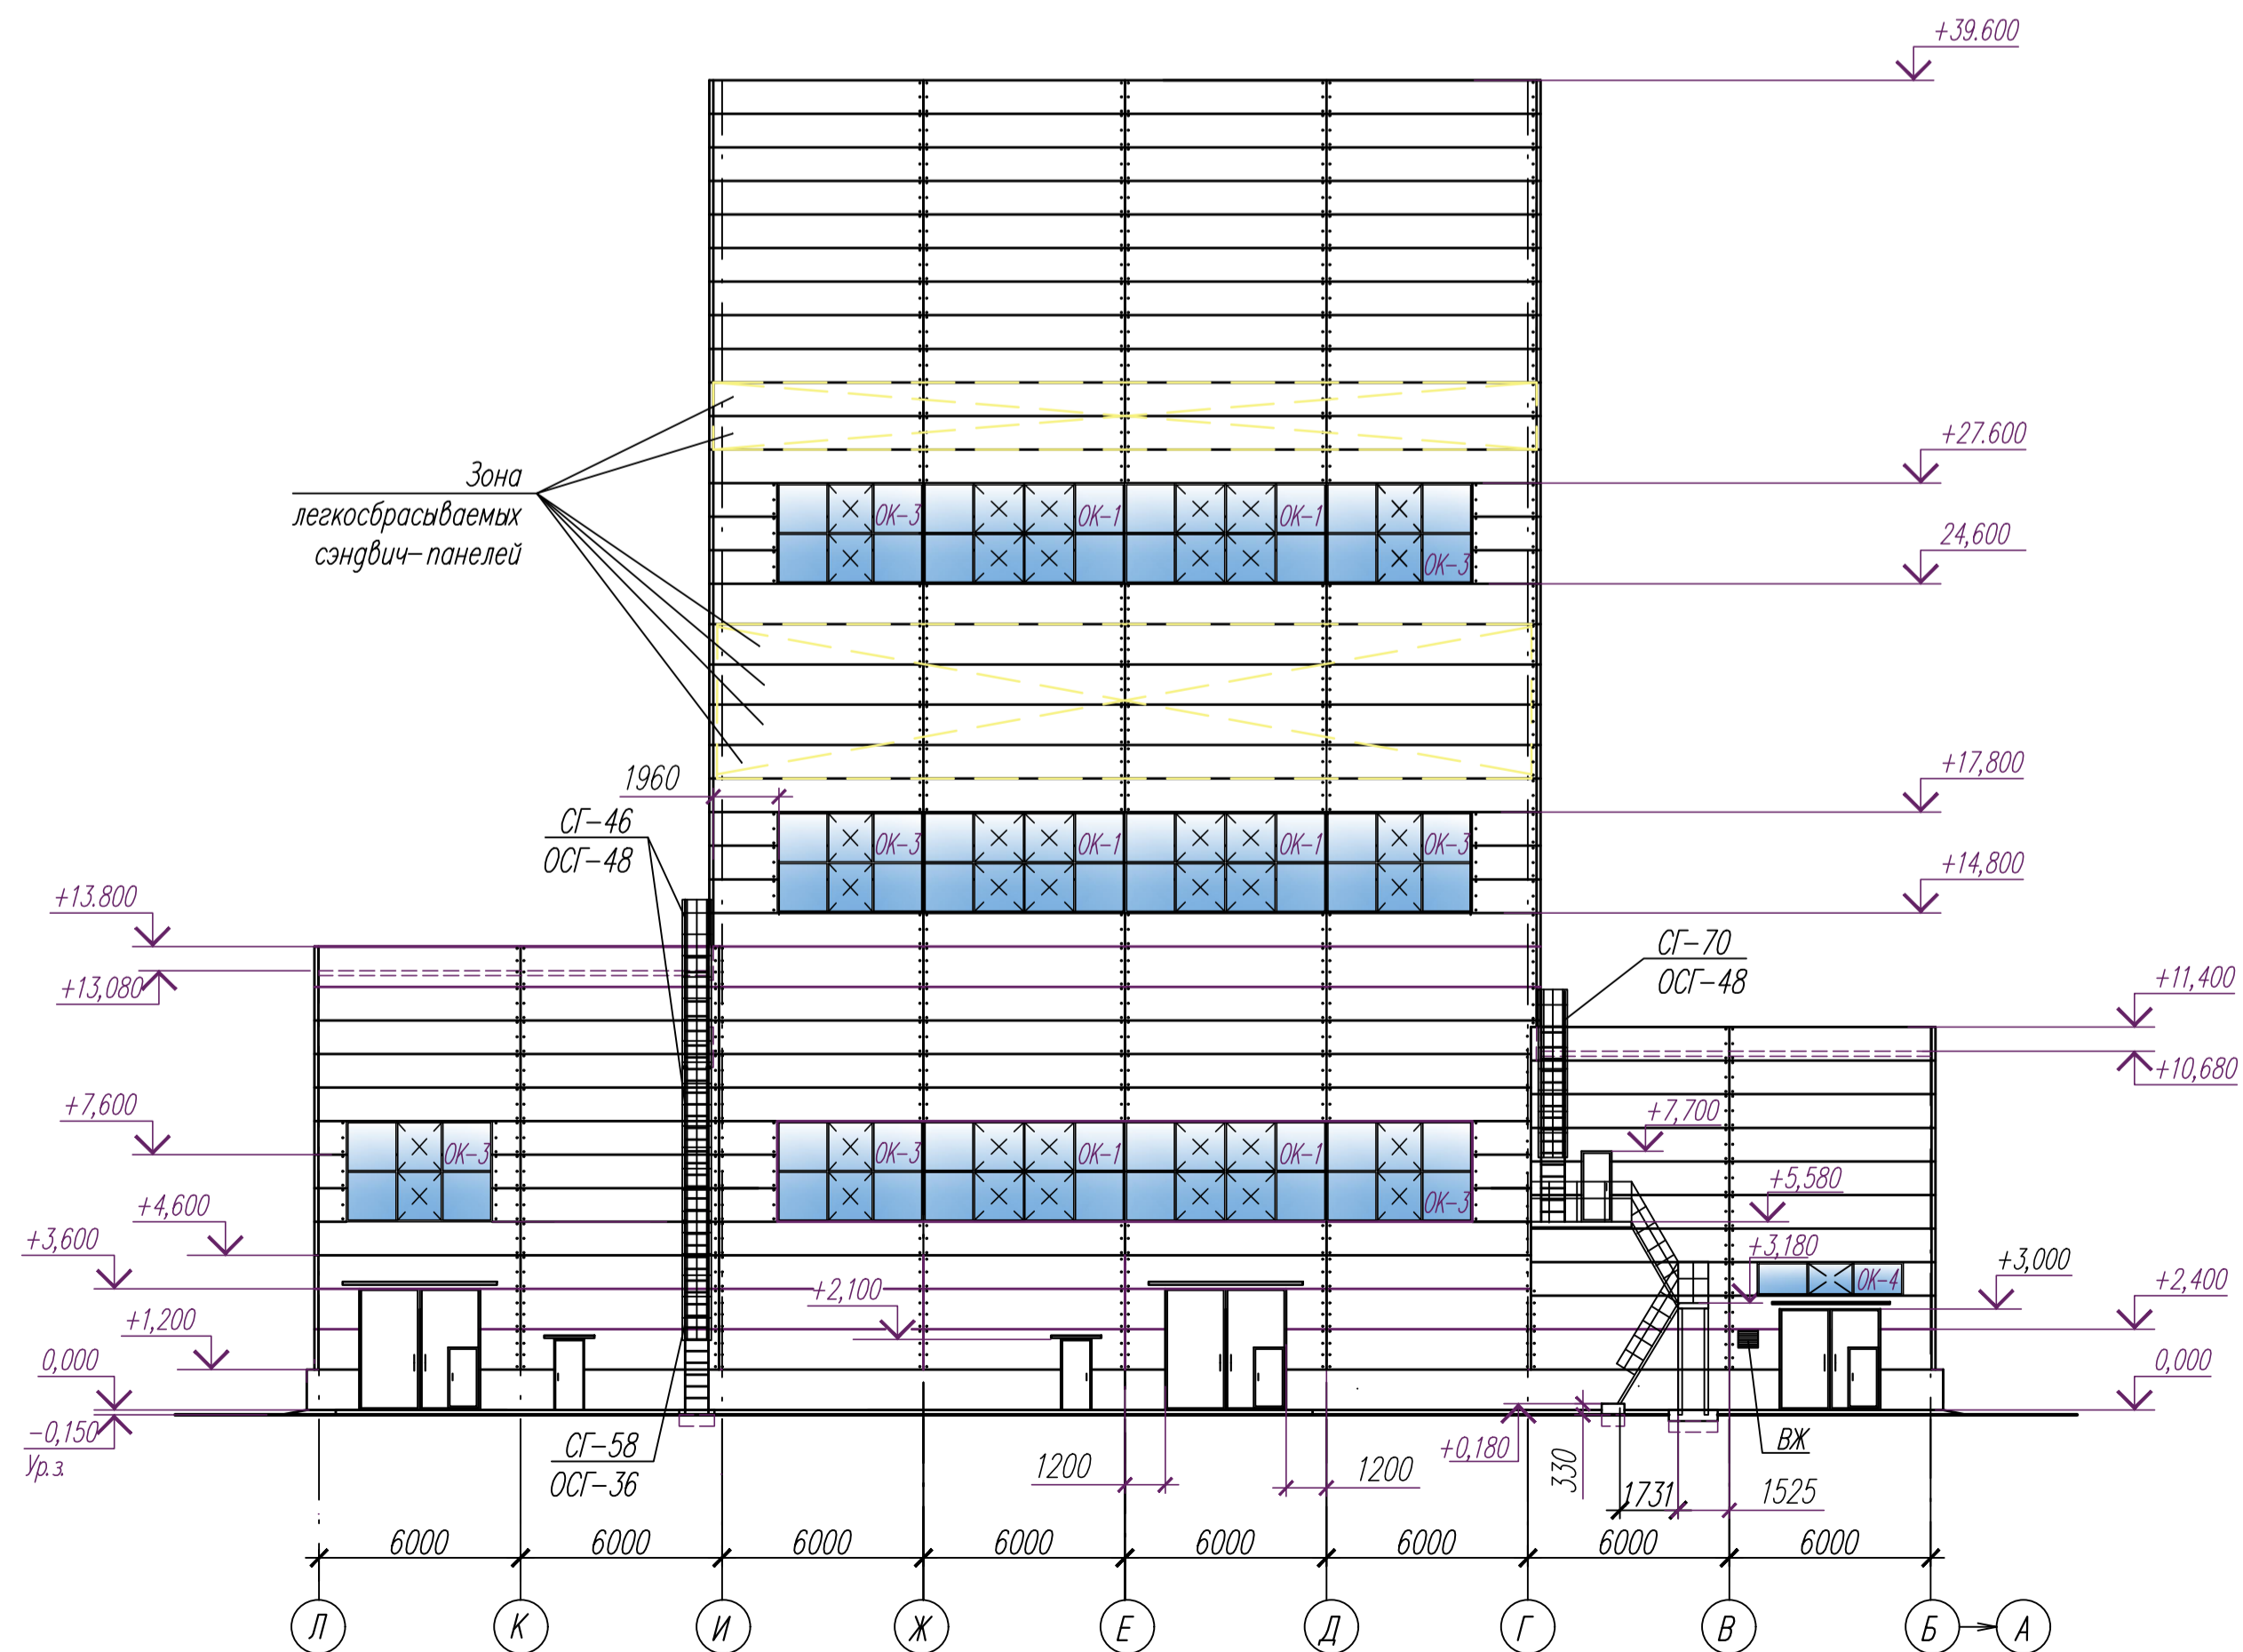 +39.600
+27.600
Зона
легкосбрасываемых
сэндвич-панелей
ОК-3
ОК-1
ОК-1
ОК-3
24,600
+17,800
1960
СГ-46
ОСГ-48
ОК-3
ОК-1
ОК-1
ОК-3
+14,800
+13.800
+13,080
СГ-70
ОСГ-48
+11,400
+10,680
+7,600
+7,700
ОК-3
ОК-3
ОК-1
ОК-1
ОК-3
+5,580
+4,600
+3,600
+3,180
+3,000
ОК-4
+2,400
+2,100
+1,200
0,000
0,000
-0,150
Ур.з.
СГ-58
ОСГ-36
1200
1200
+0,180
330
1731
1525
ВЖ
6000
6000
6000
6000
6000
6000
6000
6000
Л
К
И
Ж
Е
Д
Г
В
Б
А